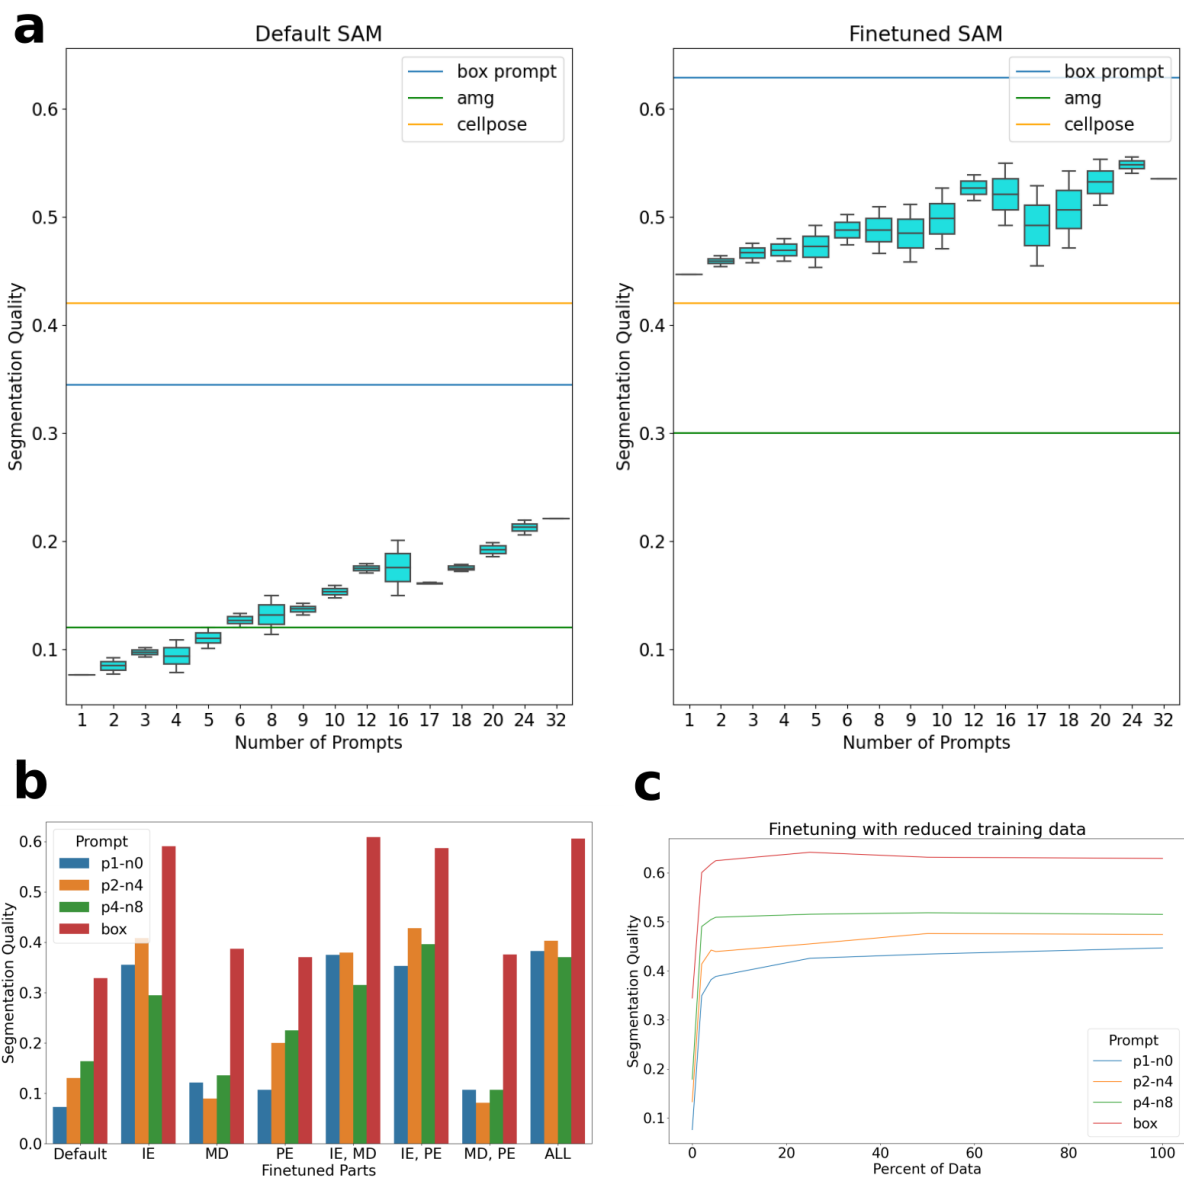 a
Default SAM
Segmentation Quality
0.6
0.5
0.4
0.3
0.2
0.1
box prompt
amg
cellpose
1 2 3 4 5 6 8 9 10 12 16 17 18 20 24 32
Number of Prompts
Finetuned SAM
Segmentation Quality
0.6
0.5
0.4
0.3
0.2
0.1
box prompt
amg
cellpose
1 2 3 4 5 6 8 9 10 12 16 17 18 20 24 32
Number of Prompts
b
Segmentation Quality
0.6
0.5
0.4
0.3
0.2
0.1
0.0
Prompt
p1-n0
p2-n4
p4-n8
box
Default IE MD PE IE, MD IE, PE MD, PE ALL
Finetuned Parts
c
Finetuning with reduced training data
Segmentation Quality
0.6
0.5
0.4
0.3
0.2
0.1
Prompt
p1-n0
p2-n4
p4-n8
box
0 20 40 60 80 100
Percent of Data